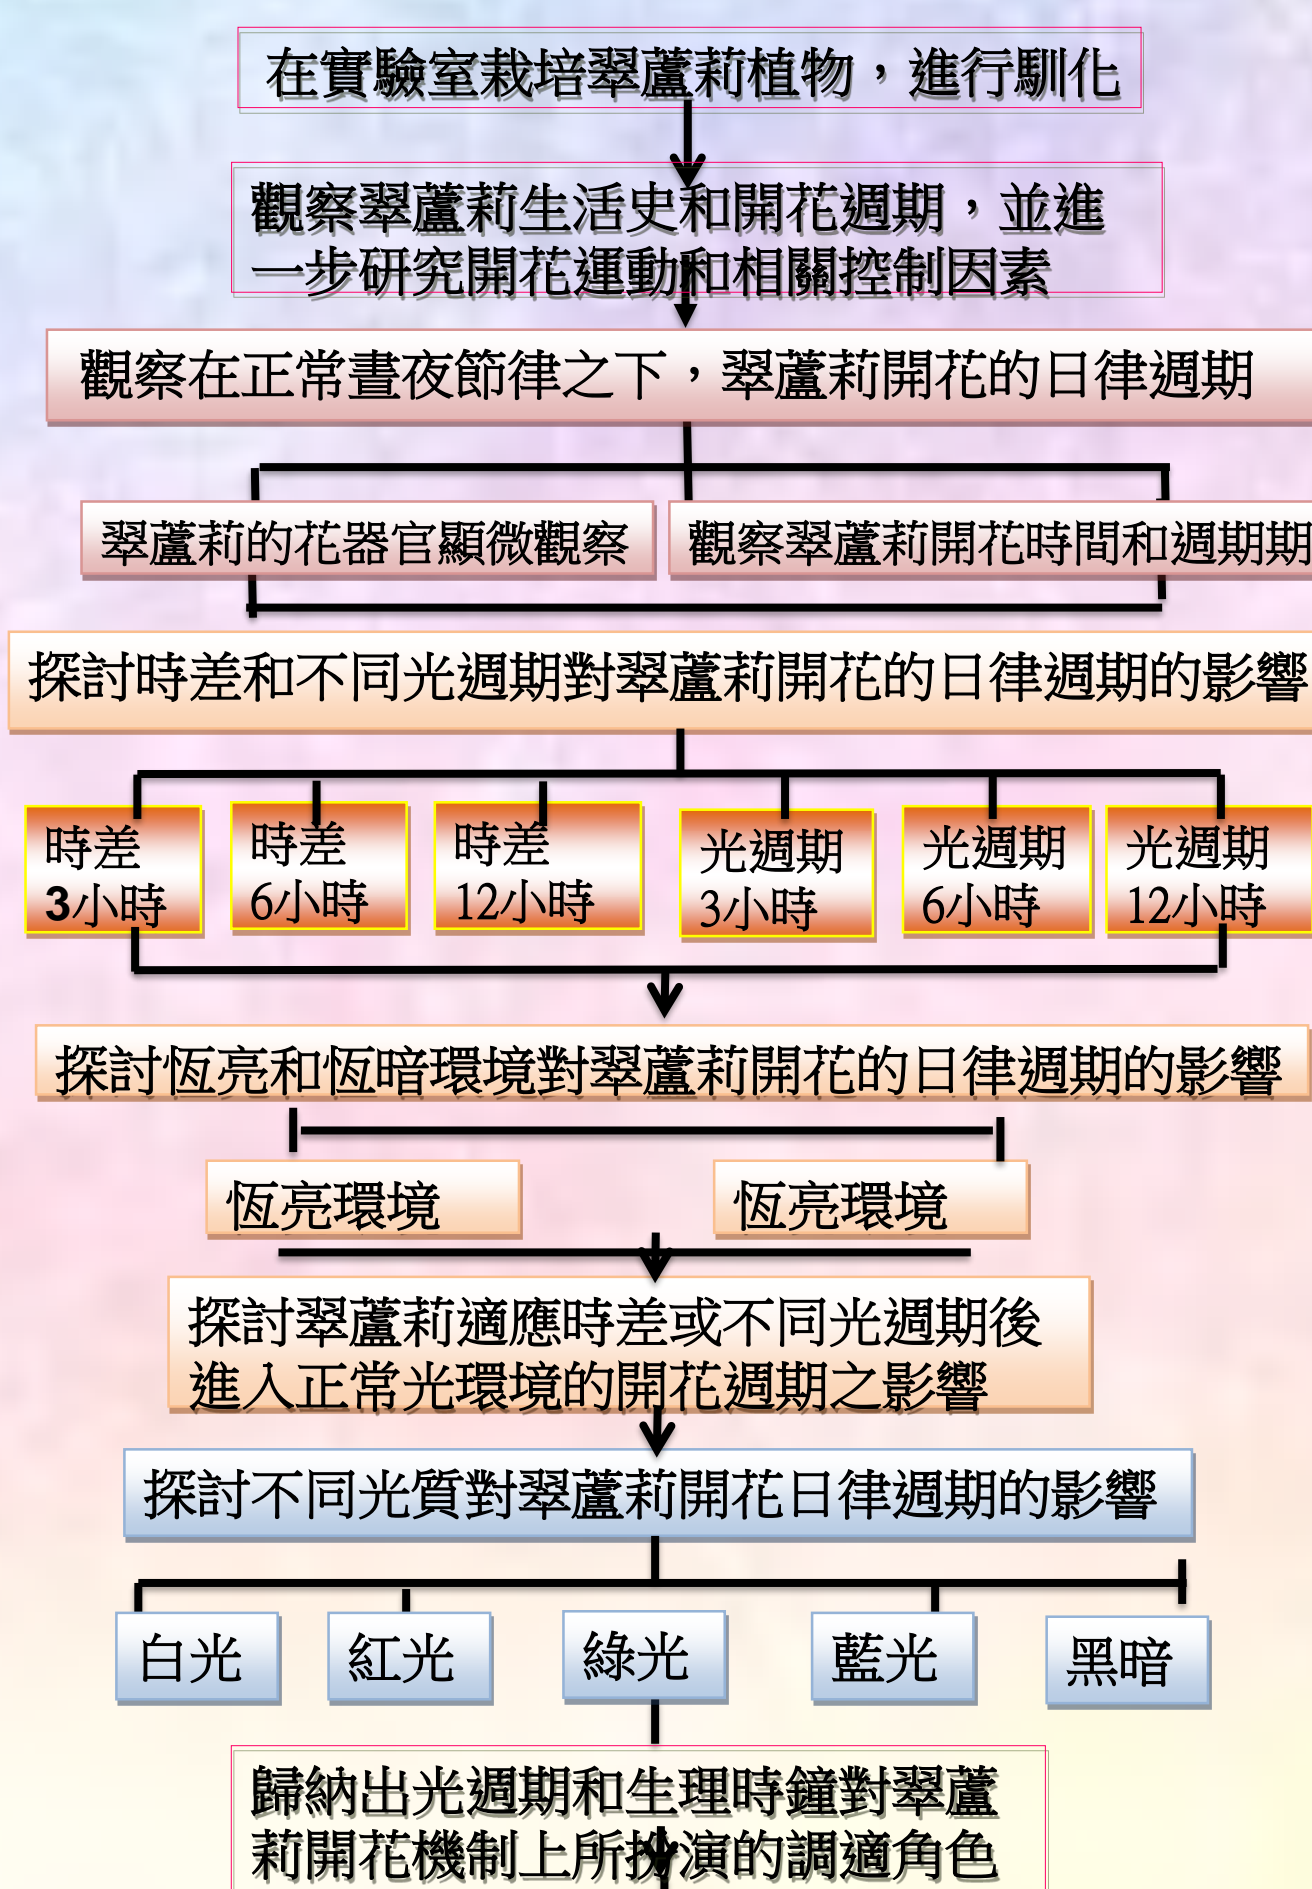 在實驗室栽培翠蘆莉植物，進行馴化
觀察翠蘆莉生活史和開花週期，並進
一步研究開花運動和相關控制因素
觀察在正常晝夜節律之下，翠蘆莉開花的日律週期
翠蘆莉的花器官顯微觀察
觀察翠蘆莉開花時間和週期期
探討時差和不同光週期對翠蘆莉開花的日律週期的影響
時差
3小時
時差
6小時
時差
12小時
光週期
3小時
光週期
6小時
光週期
12小時
探討恆亮和恆暗環境對翠蘆莉開花的日律週期的影響
恆亮環境
恆亮環境
探討翠蘆莉適應時差或不同光週期後
進入正常光環境的開花週期之影響
探討不同光質對翠蘆莉開花日律週期的影響
白光
紅光
綠光
藍光
黑暗
歸納出光週期和生理時鐘對翠蘆
莉開花機制上所扮演的調適角色